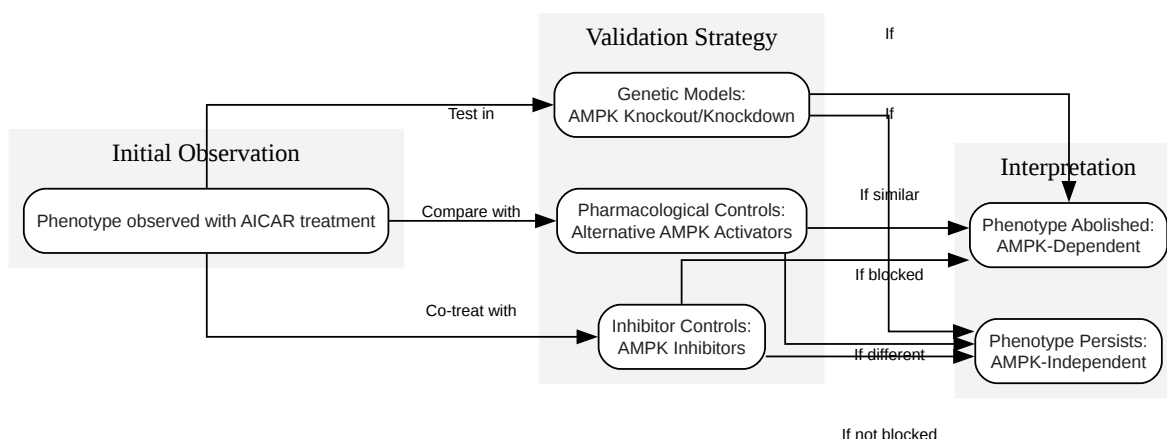 Validation Strategy
If
Genetic Models:
AMPK Knockout/Knockdown
Test in
If
Initial Observation
Interpretation
Phenotype observed with AICAR treatment
Compare with
Pharmacological Controls:
Alternative AMPK Activators
If similar
Phenotype Abolished:
AMPK-Dependent
If blocked
Co-treat with
Inhibitor Controls:
AMPK Inhibitors
If different
Phenotype Persists:
AMPK-Independent
If not blocked